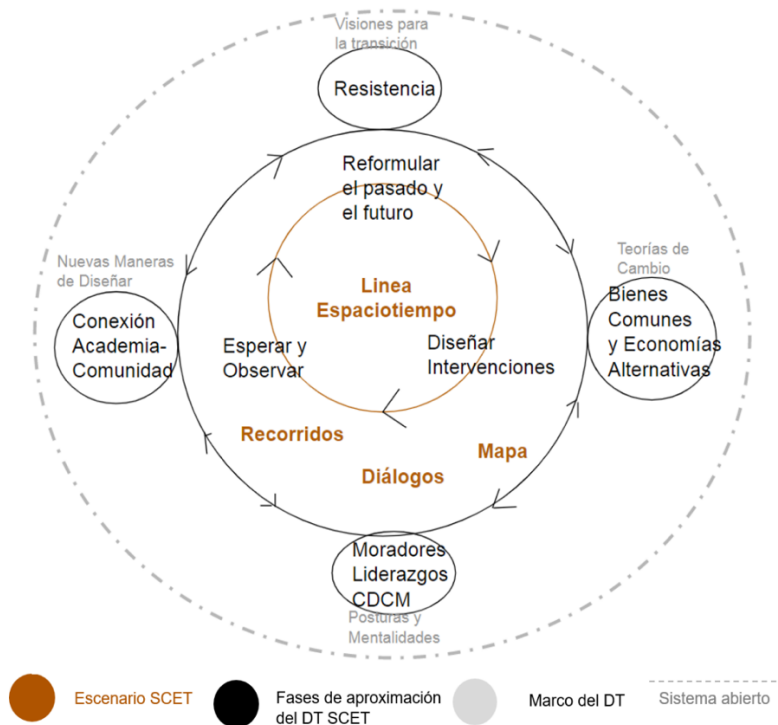 Visiones para
la transición
Resistencia
Reformular
el pasado y
el futuro
Nuevas Maneras
de Diseñar
Conexión
Academia-
Comunidad
Teorías de
Cambio
Bienes
Comunes
y Economías
Alternativas
Linea
Espaciotiempo
Esperar y
Observar
Diseñar
Intervenciones
Recorridos
Diálogos
Mapa
Moradores
Liderazgos
CDCM
Posturas y
Mentalidades
Escenario SCET
Fases de aproximación
del DT SCET
Marco del DT
Sistema abierto